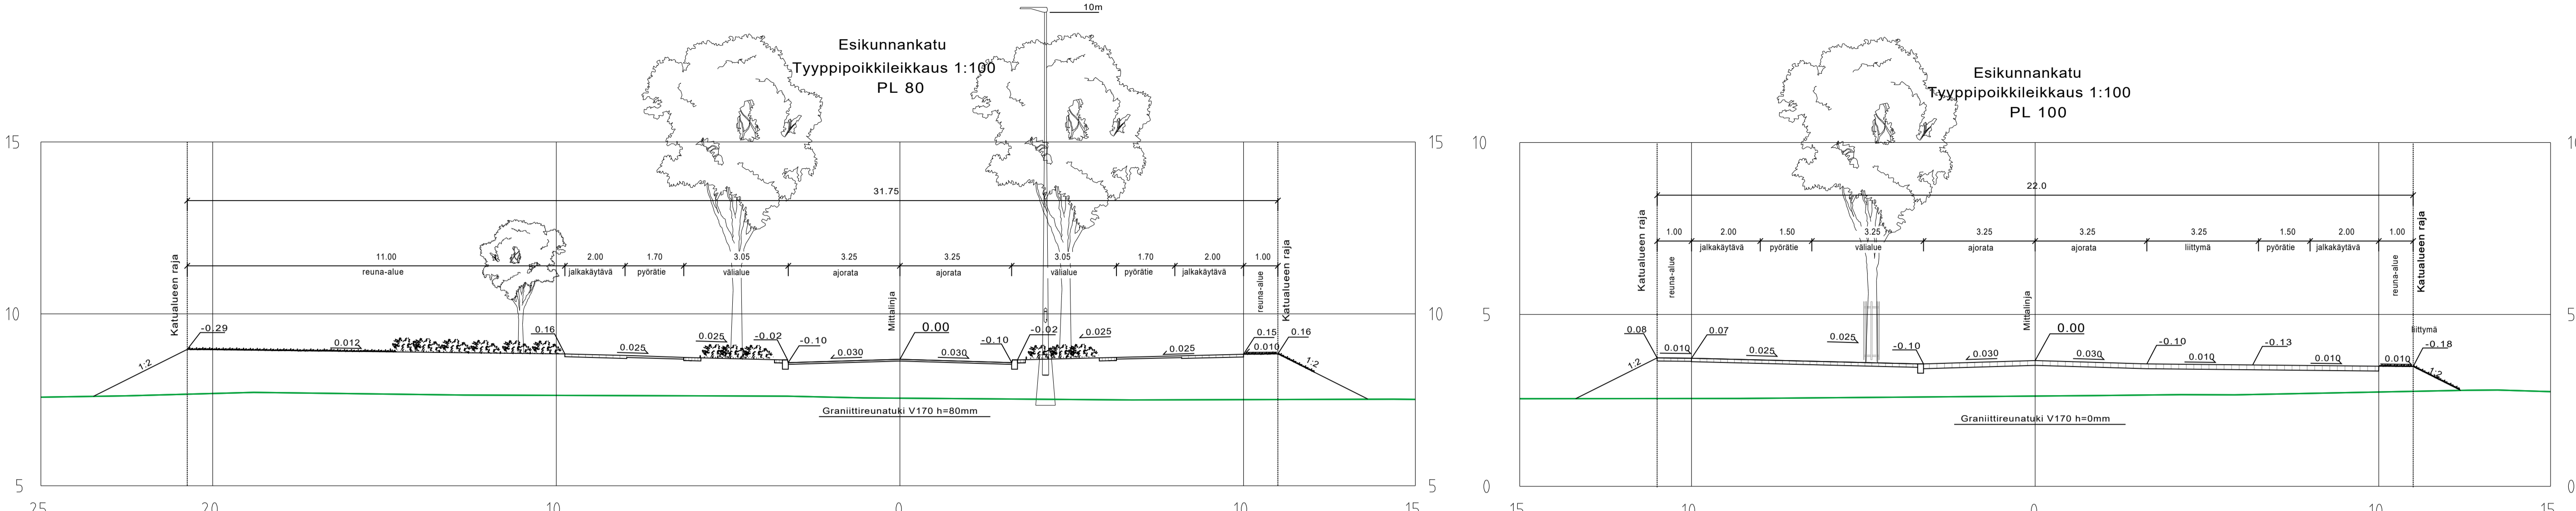 10m
Esikunnankatu
Tyyppipoikkileikkaus 1:100
PL 80
15
15
31.75
11.00
2.00
1.70
3.05
3.25
3.25
3.05
1.70
2.00
1.00
reuna-alue
jalkakäytävä
pyörätie
välialue
ajorata
ajorata
välialue
pyörätie
jalkakäytävä
reuna-alue
Katualueen raja
Mittalinja
Katualueen raja
10
10
-0.29
0.012
0.16
0.025
0.025
-0.02
-0.10
0.030
0.00
0.030
-0.10
-0.02
0.025
0.025
0.15
0.010
0.16
1:2
1:2
Graniittireunatuki V170 h=80mm
5
5
25
20
10
0
10
15
Esikunnankatu
Tyyppipoikkileikkaus 1:100
PL 100
10
10
22.0
1.00
2.00
1.50
3.25
3.25
3.25
3.25
1.50
2.00
1.00
jalkakäytävä
pyörätie
välialue
ajorata
ajorata
liittymä
pyörätie
jalkakäytävä
reuna-alue
reuna-alue
Katualueen raja
Mittalinja
Katualueen raja
5
5
0.08
0.010
0.07
0.025
0.025
-0.10
0.030
0.00
0.030
-0.10
0.010
-0.13
0.010
0.010
liittymä
-0.18
1:2
1:2
Graniittireunatuki V170 h=0mm
0
0
15
10
0
10
15